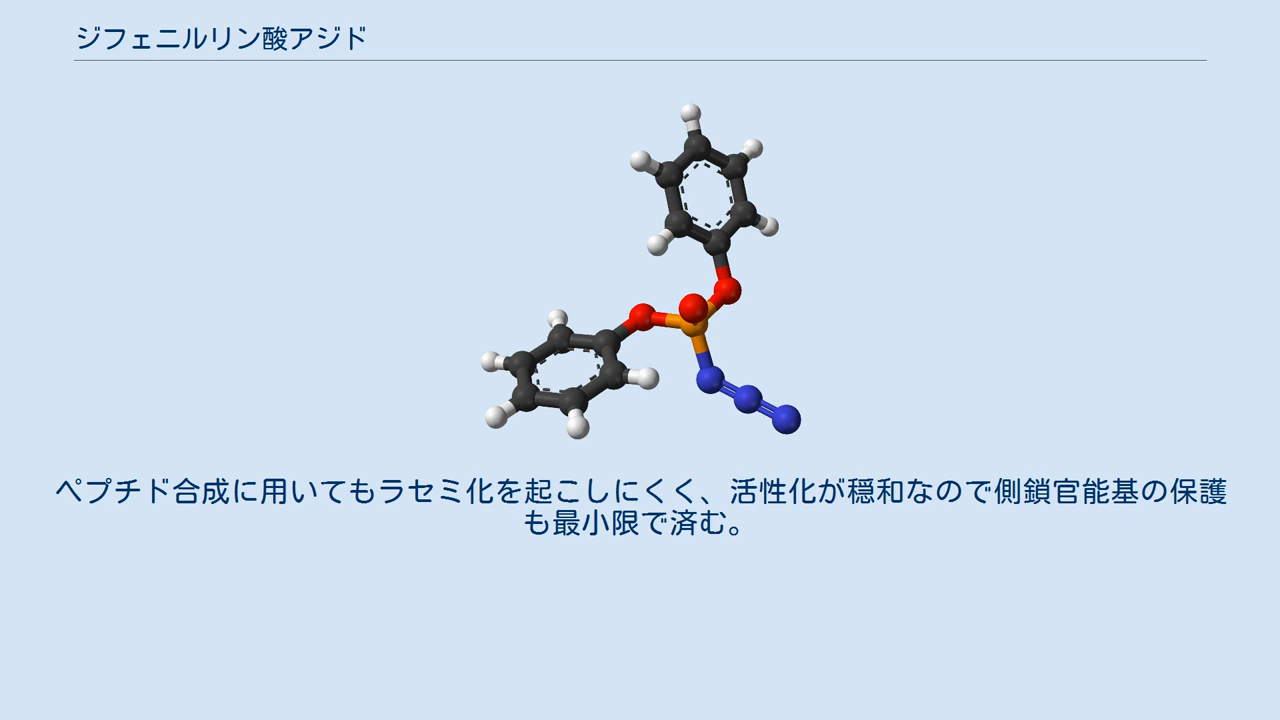 ジフェニルリン酸アジド
ペプチド合成に用いてもラセミ化を起こしにくく、活性化が穏和なので側鎖官能基の保護
も最小限で済む。